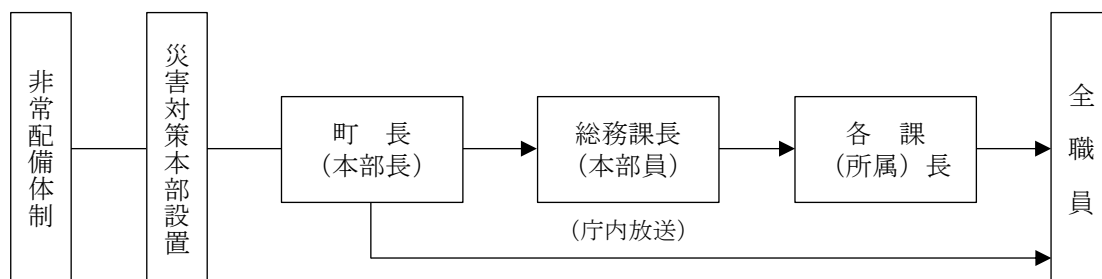 非常配備体制
災害対策本部設置
町　長
（本部長）
総務課長
（本部員）
各　課
（所属）長
（庁内放送）
全職員